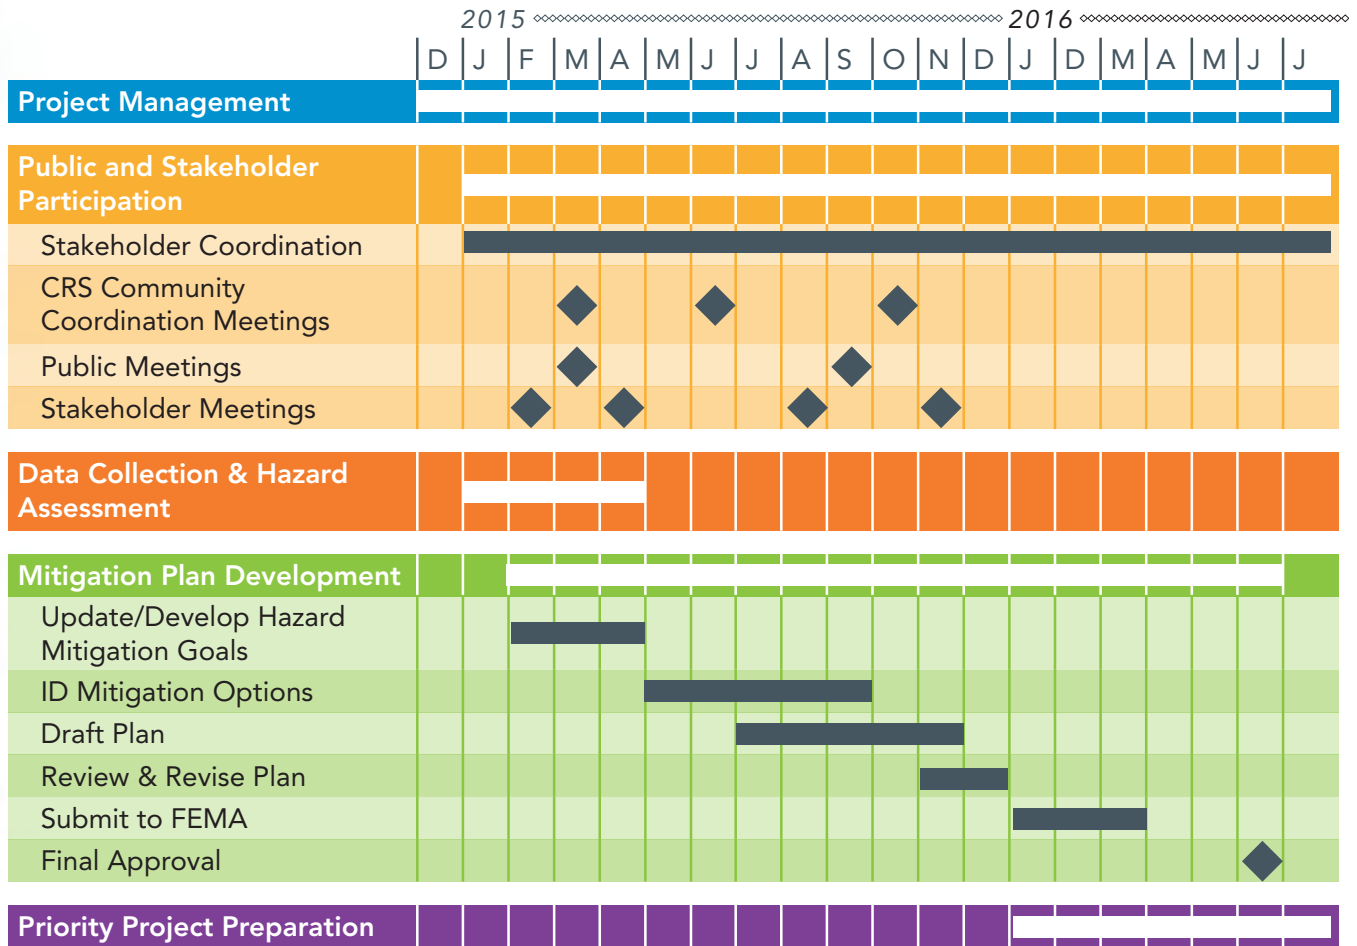 2015 2016
D J F M A M J J A S O N D J D M A M J J
Project Management
Public and Stakeholder
Participation
Stakeholder Coordination
CRS Community
Coordination Meetings
Public Meetings
Stakeholder Meetings
Data Collection & Hazard
Assessment
Mitigation Plan Development
Update/Develop Hazard
Mitigation Goals
ID Mitigation Options
Draft Plan
Review & Revise Plan
Submit to FEMA
Final Approval
Priority Project Preparation